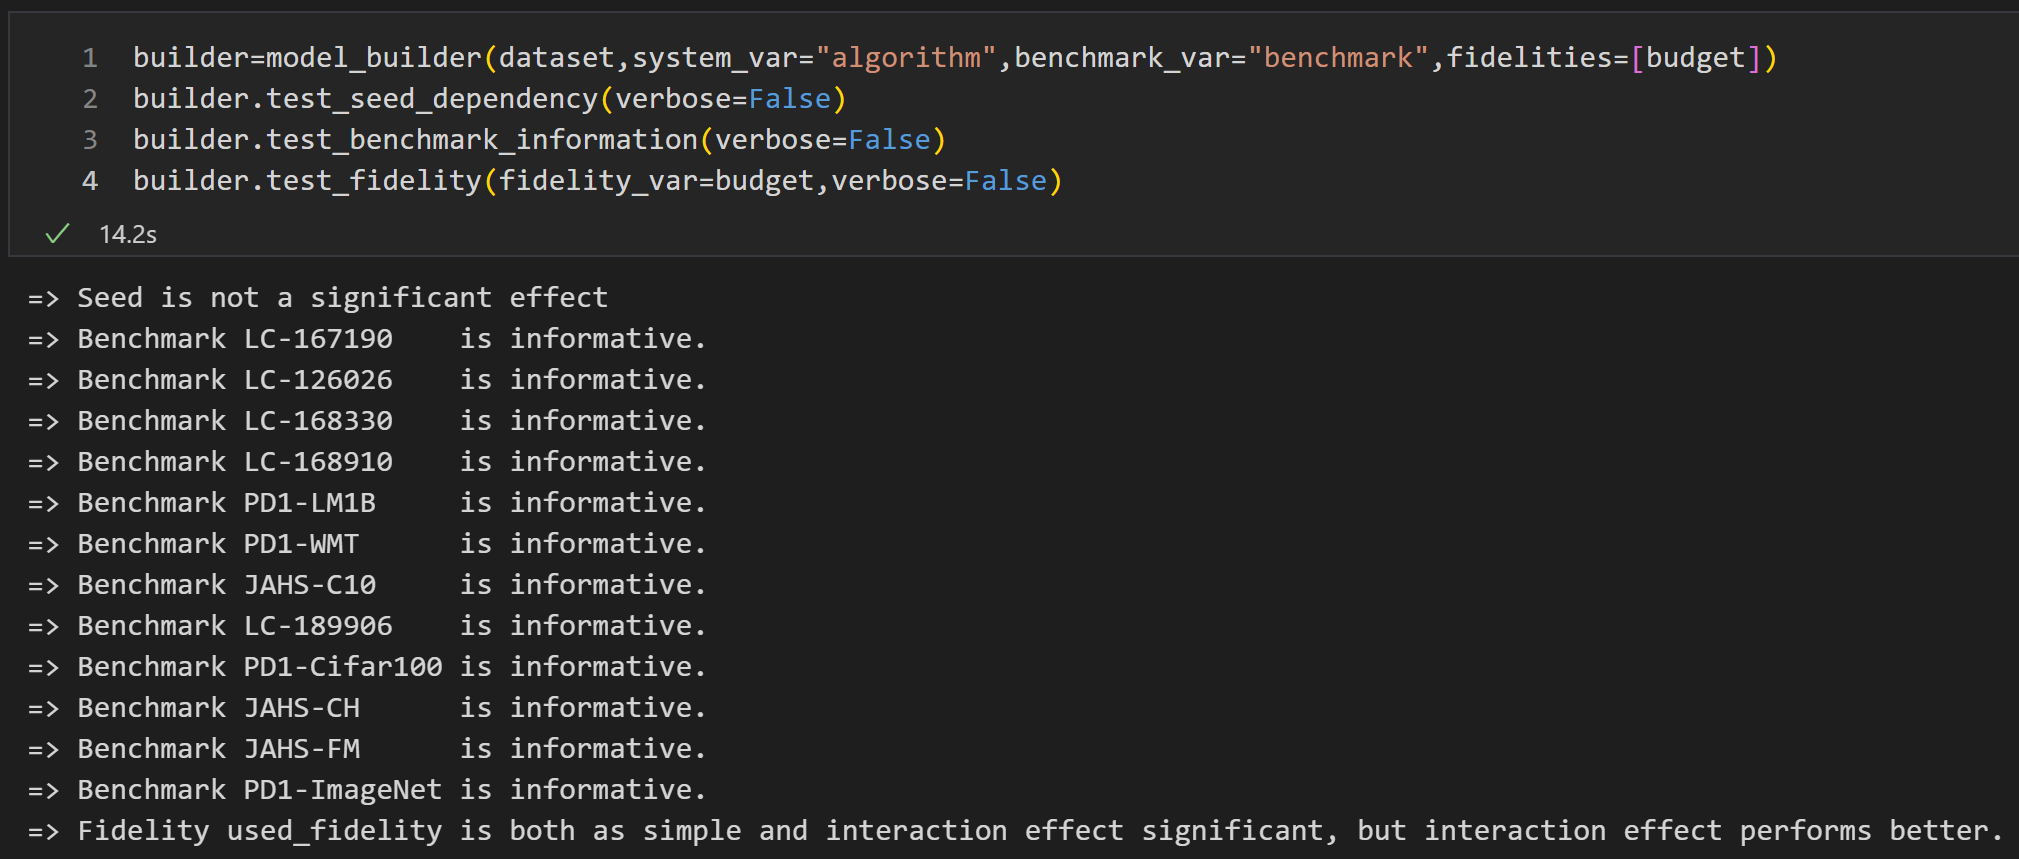 1 builder=model_builder(dataset,system_var="algorithm",benchmark_var="benchmark",fidelities=[budget])
2 builder.test_seed_dependency(verbose=False)
3 builder.test_benchmark_information(verbose=False)
4 builder.test_fidelity(fidelity_var=budget,verbose=False)
✓ 14.2s
=> Seed is not a significant effect
=> Benchmark LC-167190    is informative.
=> Benchmark LC-126026    is informative.
=> Benchmark LC-168330    is informative.
=> Benchmark LC-168910    is informative.
=> Benchmark PD1-LM1B     is informative.
=> Benchmark PD1-WMT      is informative.
=> Benchmark JAHS-C10     is informative.
=> Benchmark LC-189906    is informative.
=> Benchmark PD1-Cifar100 is informative.
=> Benchmark JAHS-CH      is informative.
=> Benchmark JAHS-FM      is informative.
=> Benchmark PD1-ImageNet is informative.
=> Fidelity used_fidelity is both as simple and interaction effect significant, but interaction effect performs better.